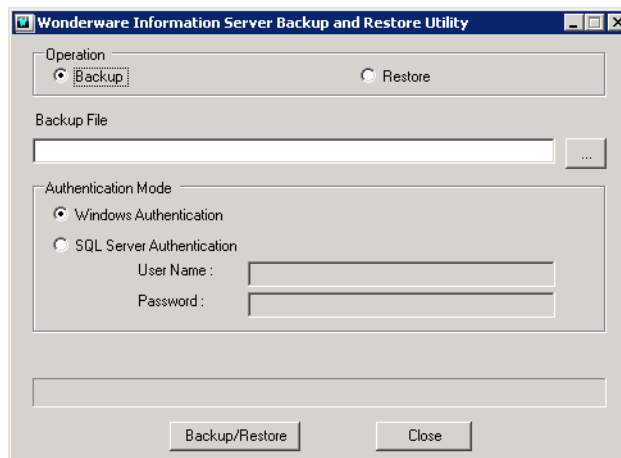 Wonderware Information Server Backup and Restore Utility
Operation
Backup Restore
Backup File
...
Authentication Mode
Windows Authentication
SQL Server Authentication
User Name :
Password :
Backup/Restore Close